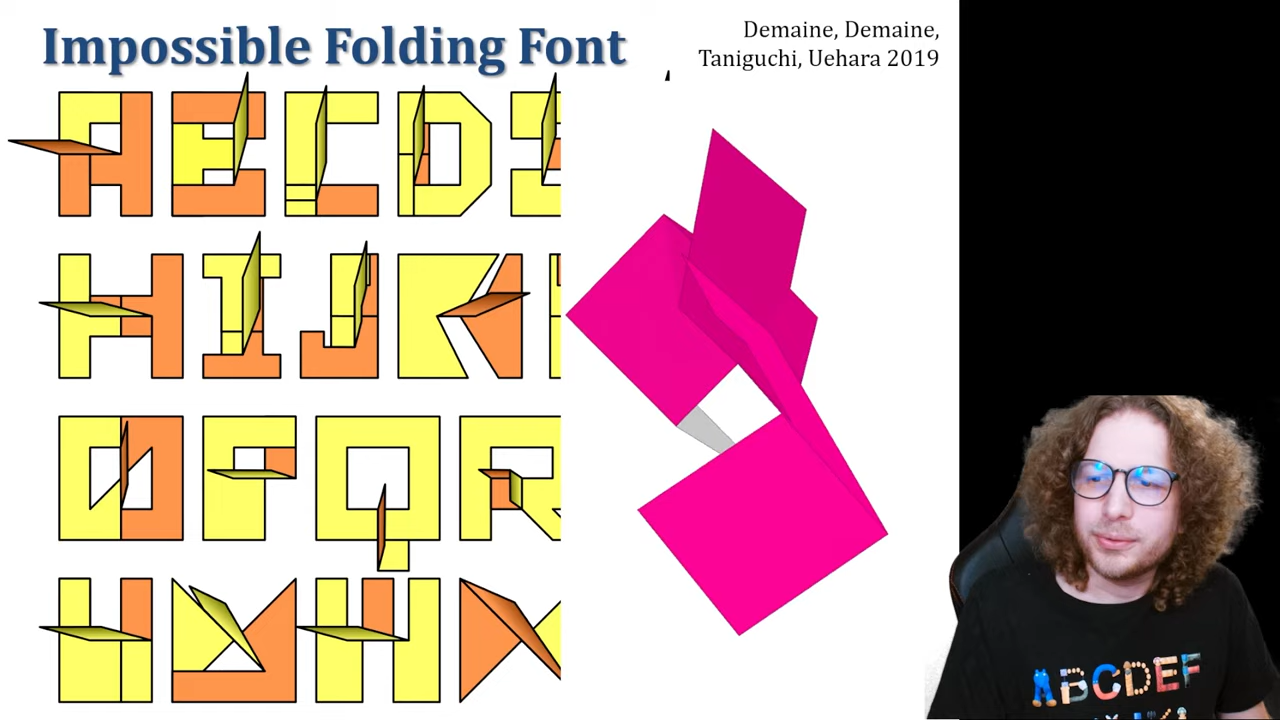 Impossible Folding Font
Demaine, Demaine,
Taniguchi, Uehara 2019
A B C D E
H I J K
O P Q R
U V W X
ABCDEF